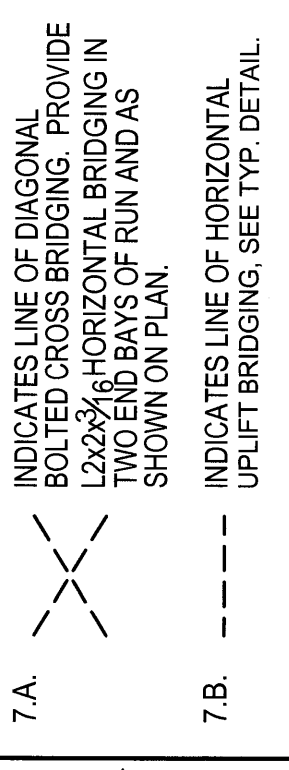 7.A. INDICATES LINE OF DIAGONAL
BOLTED CROSS BRIDGING. PROVIDE
L2x2x3/16 HORIZONTAL BRIDGING IN
TWO END BAYS OF RUN AND AS
SHOWN ON PLAN.
7.B. INDICATES LINE OF HORIZONTAL
UPLIFT BRIDGING, SEE TYP. DETAIL.